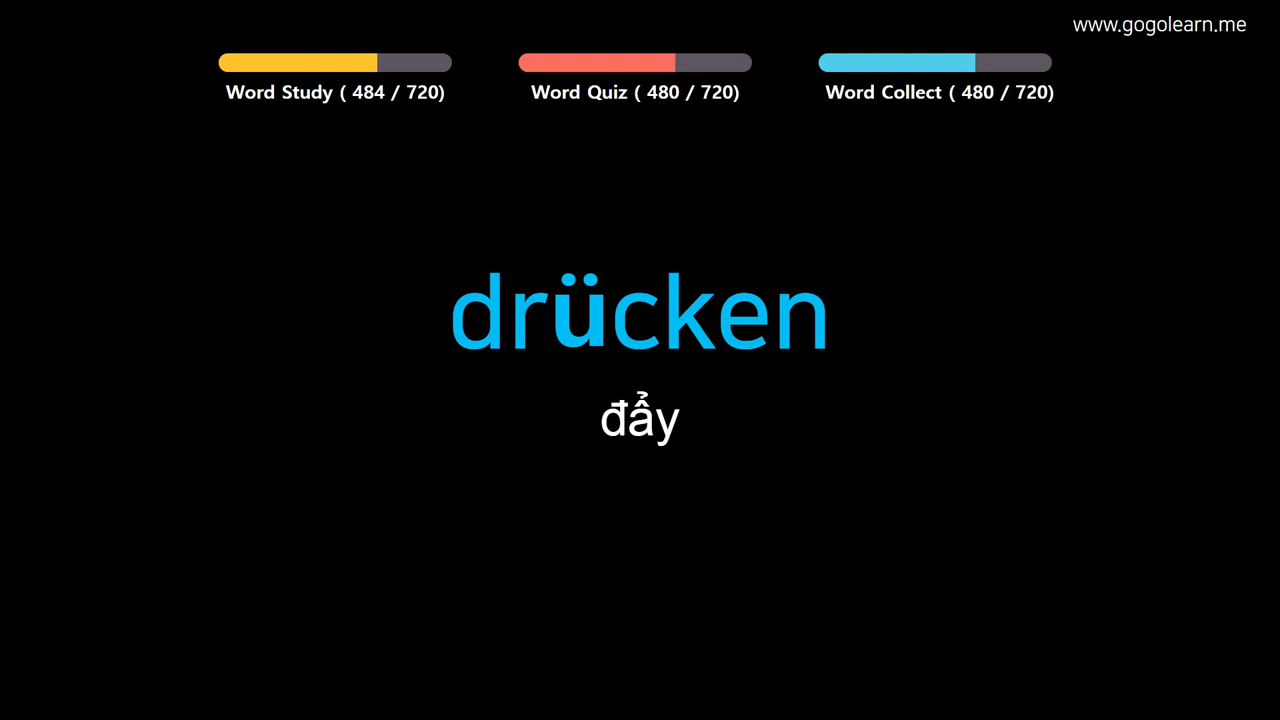 www.gogolearn.me
Word Study ( 484 / 720)
Word Quiz ( 480 / 720)
Word Collect ( 480 / 720)
drücken
đẩy